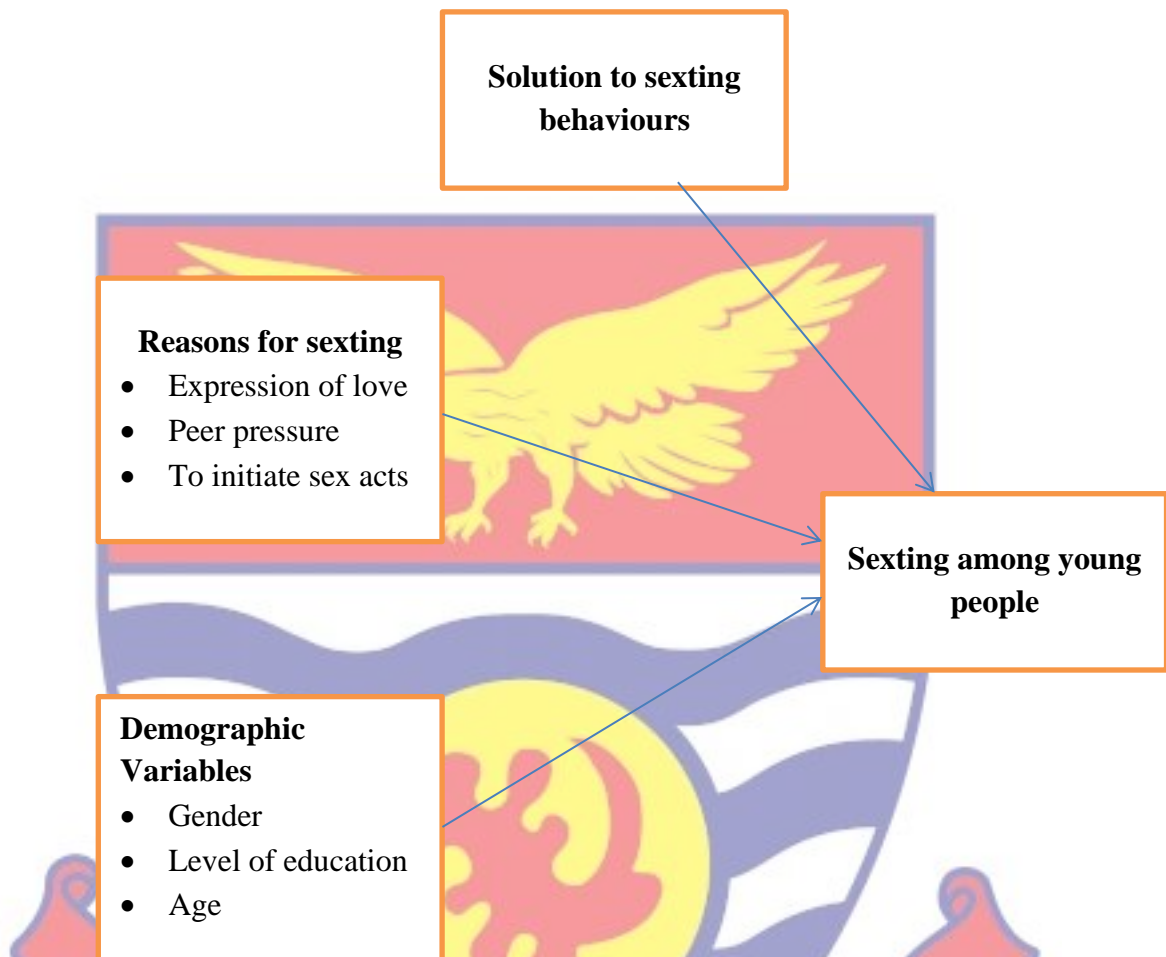 Solution to sexting
behaviours
Reasons for sexting
• Expression of love
• Peer pressure
• To initiate sex acts
Sexting among young
people
Demographic
Variables
• Gender
• Level of education
• Age